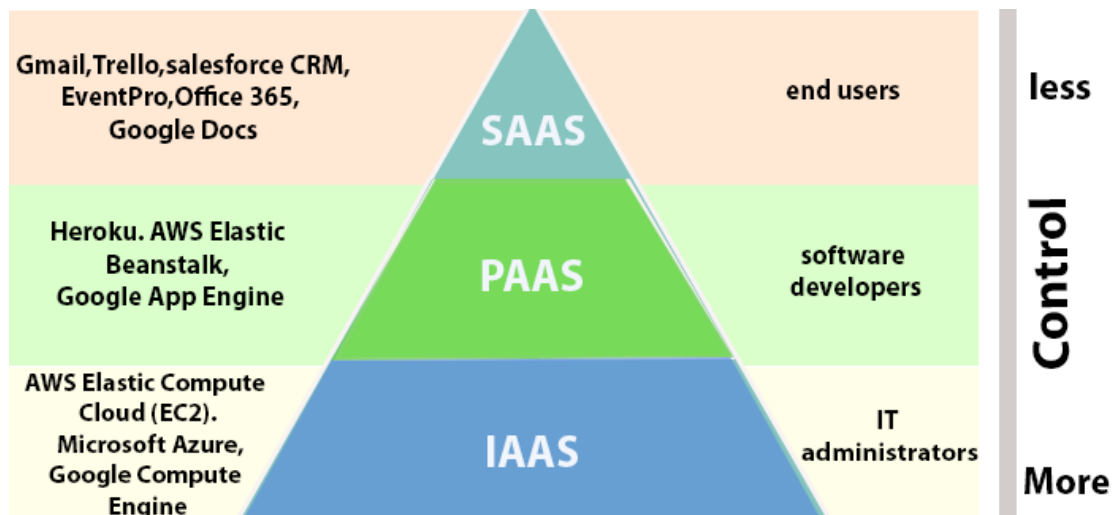 Gmail,Trello,salesforce CRM,
EventPro,Office 365,
Google Docs
SAAS
end users
less
Heroku. AWS Elastic
Beanstalk,
Google App Engine
PAAS
software
developers
Control
AWS Elastic Compute
Cloud (EC2).
Microsoft Azure,
Google Compute
Engine
IAAS
IT
administrators
More